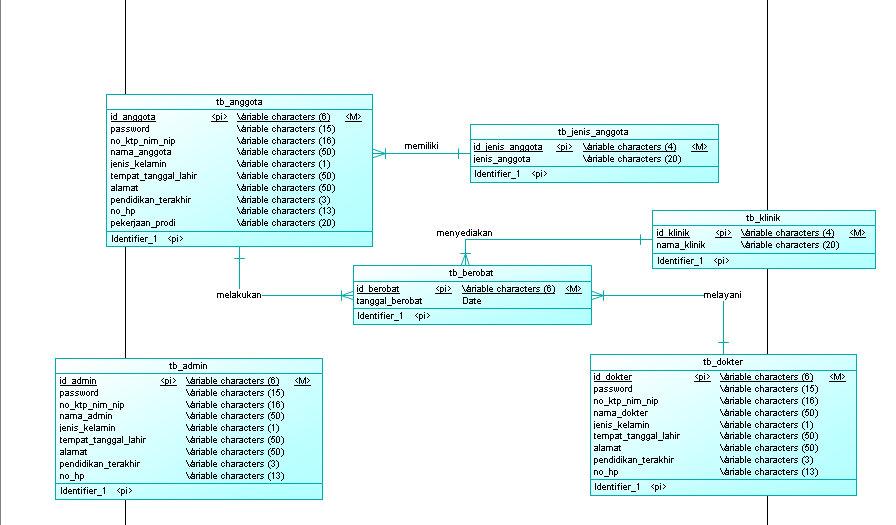 tb_anggota
id_anggota <pi> Variable characters (6) <M>
password Variable characters (15)
no_ktp_nim_nip Variable characters (16)
nama_anggota Variable characters (50)
jenis_kelamin Variable characters (1)
tempat_tanggal_lahir Variable characters (50)
alamat Variable characters (50)
pendidikan_terakhir Variable characters (3)
no_hp Variable characters (13)
pekerjaan_prodi Variable characters (20)
Identifier_1 <pi>
memiliki
tb_jenis_anggota
id_jenis_anggota <pi> Variable characters (4) <M>
jenis_anggota Variable characters (20)
Identifier_1 <pi>
tb_klinik
id_klinik <pi> Variable characters (4) <M>
nama_klinik Variable characters (20)
Identifier_1 <pi>
menyediakan
tb_berobat
id_berobat <pi> Variable characters (6) <M>
tanggal_berobat Date
Identifier_1 <pi>
melakukan
melayani
tb_admin
id_admin <pi> Variable characters (6) <M>
password Variable characters (15)
no_ktp_nim_nip Variable characters (16)
nama_admin Variable characters (50)
jenis_kelamin Variable characters (1)
tempat_tanggal_lahir Variable characters (50)
alamat Variable characters (50)
pendidikan_terakhir Variable characters (3)
no_hp Variable characters (13)
Identifier_1 <pi>
tb_dokter
id_dokter <pi> Variable characters (6) <M>
password Variable characters (15)
no_ktp_nim_nip Variable characters (16)
nama_dokter Variable characters (50)
jenis_kelamin Variable characters (1)
tempat_tanggal_lahir Variable characters (50)
alamat Variable characters (50)
pendidikan_terakhir Variable characters (3)
no_hp Variable characters (13)
Identifier_1 <pi>